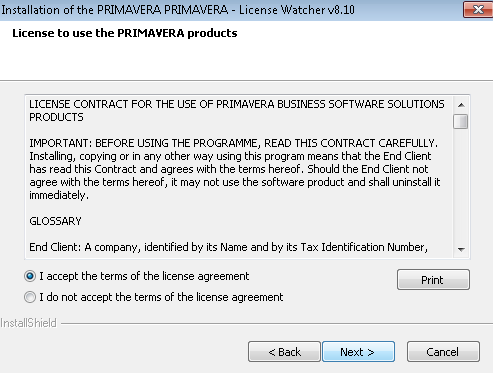 Installation of the PRIMAVERA PRIMAVERA - License Watcher v8.10
License to use the PRIMAVERA products
LICENSE CONTRACT FOR THE USE OF PRIMAVERA BUSINESS SOFTWARE SOLUTIONS
PRODUCTS
IMPORTANT: BEFORE USING THE PROGRAMME, READ THIS CONTRACT CAREFULLY.
Installing, copying or in any other way using this program means that the End Client
has read this Contract and agrees with the terms hereof. Should the End Client not
agree with the terms hereof, it may not use the software product and shall uninstall it
immediately.
GLOSSARY
End Client: A company, identified by its Name and by its Tax Identification Number,
I accept the terms of the license agreement
Print
I do not accept the terms of the license agreement
InstallShield
< Back
Next >
Cancel